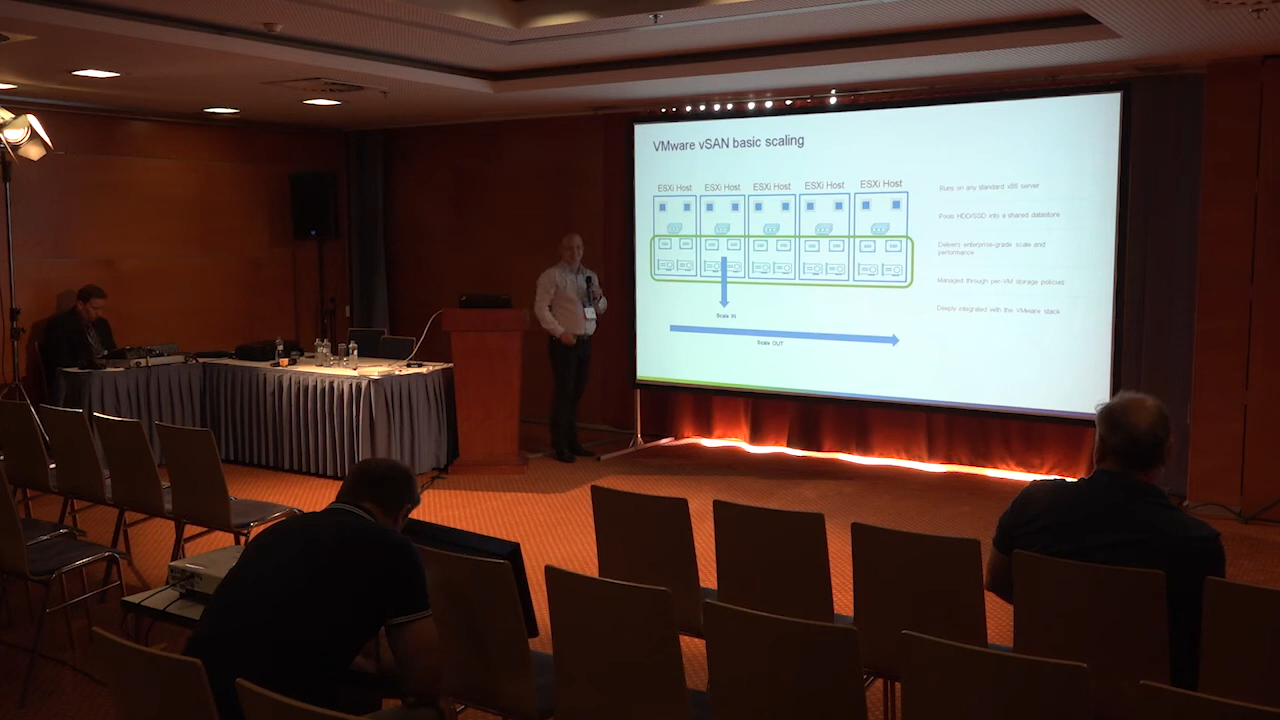 VMware vSAN basic scaling
ESXi Host ESXi Host ESXi Host ESXi Host ESXi Host
Runs on any standard x86 server
Pools HDD/SSD into a shared datastore
Delivers enterprise-grade scale and
performance
Managed through per-VM storage policies
Deeply integrated with the VMware stack
Scale IN
Scale OUT